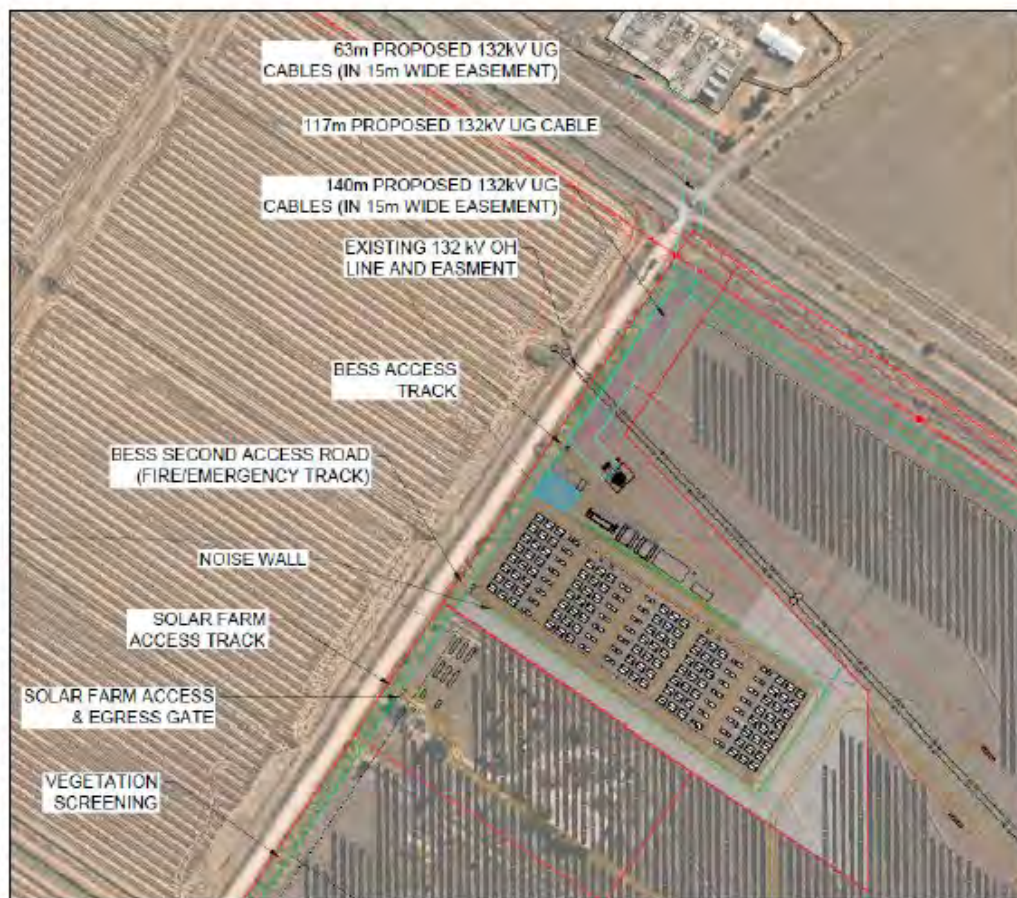 63m PROPOSED 132kV UG
CABLES (IN 15m WIDE EASEMENT)
117m PROPOSED 132kV UG CABLE
140m PROPOSED 132kV UG
CABLES (IN 15m WIDE EASEMENT)
EXISTING 132 kV OH
LINE AND EASMENT
BESS ACCESS
TRACK
BESS SECOND ACCESS ROAD
(FIRE/EMERGENCY TRACK)
NOISE WALL
SOLAR FARM
ACCESS TRACK
SOLAR FARM ACCESS
& EGRESS GATE
VEGETATION
SCREENING